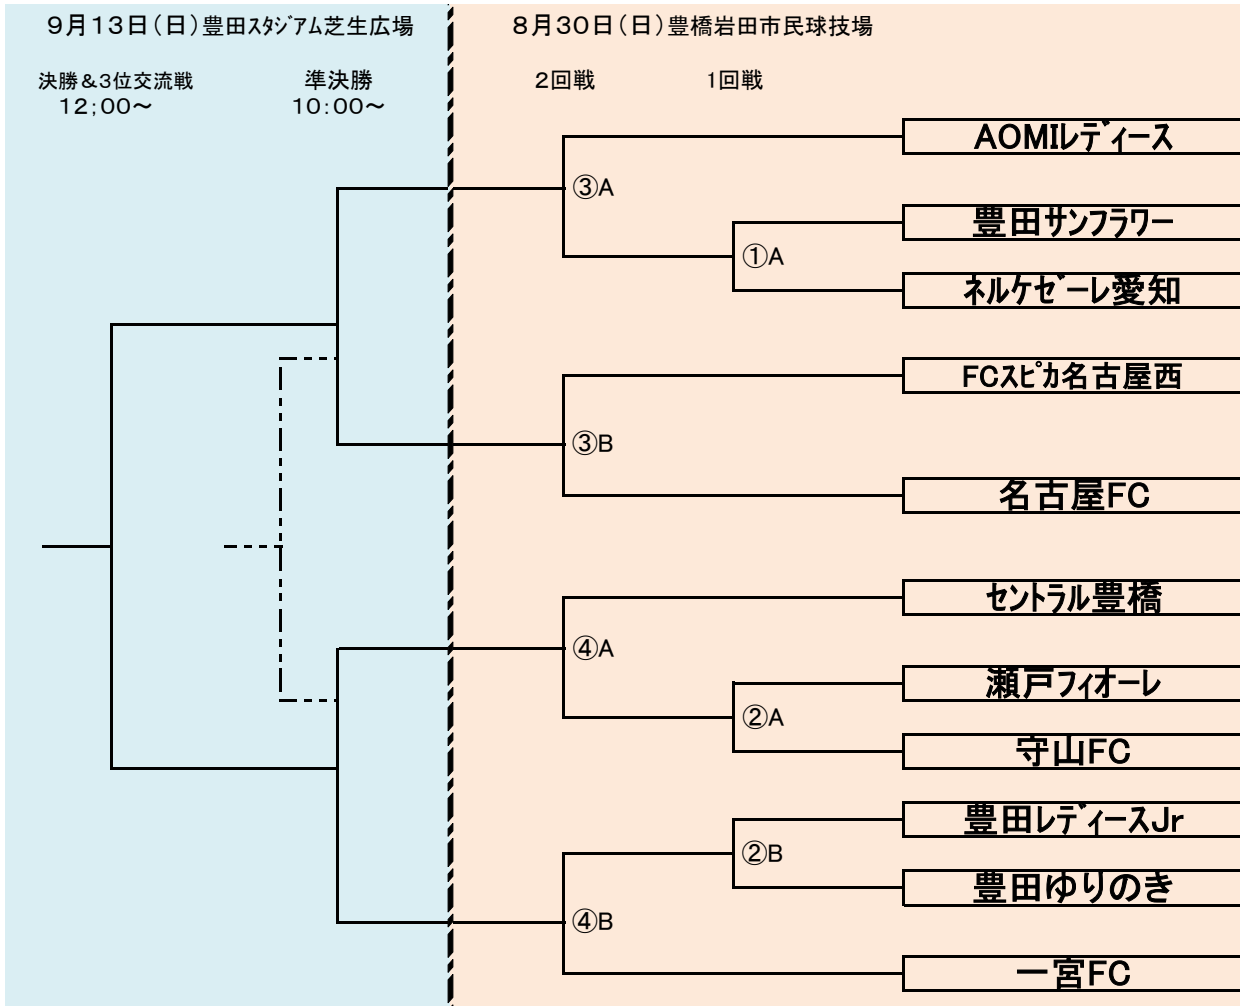 9月13日(日)豊田スタジアム芝生広場
8月30日(日)豊橋岩田市民球技場
決勝&3位交流戦
12;00~
準決勝
10:00~
2回戦
1回戦
AOMIレディース
③A
豊田サンフラワー
①A
ネルケゼーレ愛知
FCスピカ名古屋西
③B
名古屋FC
セントラル豊橋
④A
瀬戸フィオーレ
②A
守山FC
豊田レディースJr
②B
豊田ゆりのき
④B
一宮FC